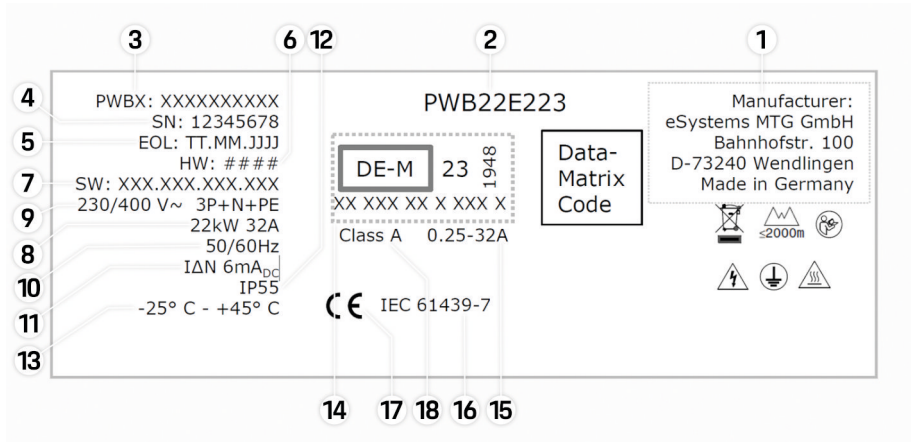 3
6
12
2
1
4
5
7
9
8
10
11
13
PWBX: XXXXXXXXXX
SN: 12345678
EOL: TT.MM.JJJJ
HW: ####
SW: XXX.XXX.XXX.XXX
230/400 V~ 3P+N+PE
22kW 32A
50/60Hz
IΔN 6mADC
IP55
-25° C - +45° C
PWB22E223
DE-M 23 1948
XX XXX XX X XXX X
Class A 0.25-32A
CE IEC 61439-7
Data-
Matrix
Code
Manufacturer:
eSystems MTG GmbH
Bahnhofstr. 100
D-73240 Wendlingen
Made in Germany
≤2000m
14
17
18
16
15